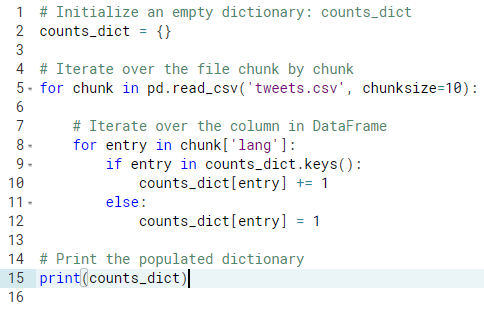 1 # Initialize an empty dictionary: counts_dict
2 counts_dict = {}
3
4 # Iterate over the file chunk by chunk
5 for chunk in pd.read_csv('tweets.csv', chunksize=10):
6
7     # Iterate over the column in DataFrame
8     for entry in chunk['lang']:
9         if entry in counts_dict.keys():
10             counts_dict[entry] += 1
11         else:
12             counts_dict[entry] = 1
13
14 # Print the populated dictionary
15 print(counts_dict)
16